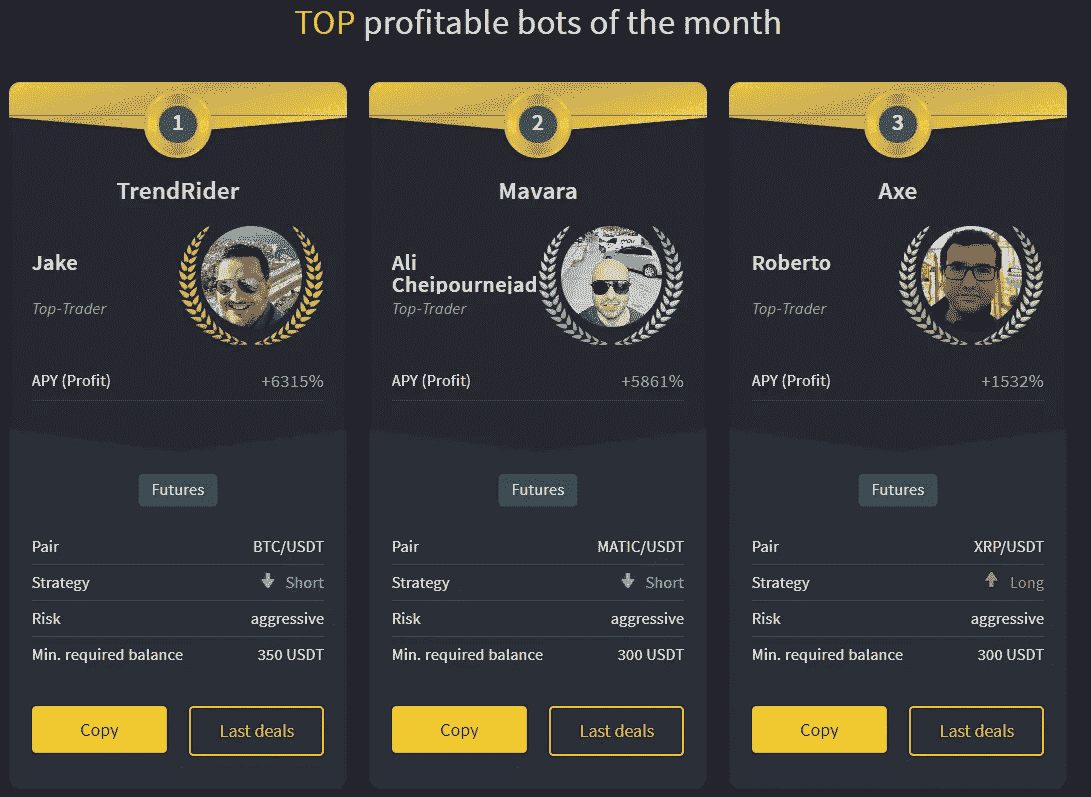 TOP profitable bots of the month
1
TrendRider
Jake
Top-Trader
APY (Profit) +6315%
Futures
Pair BTC/USDT
Strategy Short
Risk aggressive
Min. required balance 350 USDT
Copy Last deals
2
Mavara
Ali
Cheipournejad
Top-Trader
APY (Profit) +5861%
Futures
Pair MATIC/USDT
Strategy Short
Risk aggressive
Min. required balance 300 USDT
Copy Last deals
3
Axe
Roberto
Top-Trader
APY (Profit) +1532%
Futures
Pair XRP/USDT
Strategy Long
Risk aggressive
Min. required balance 300 USDT
Copy Last deals